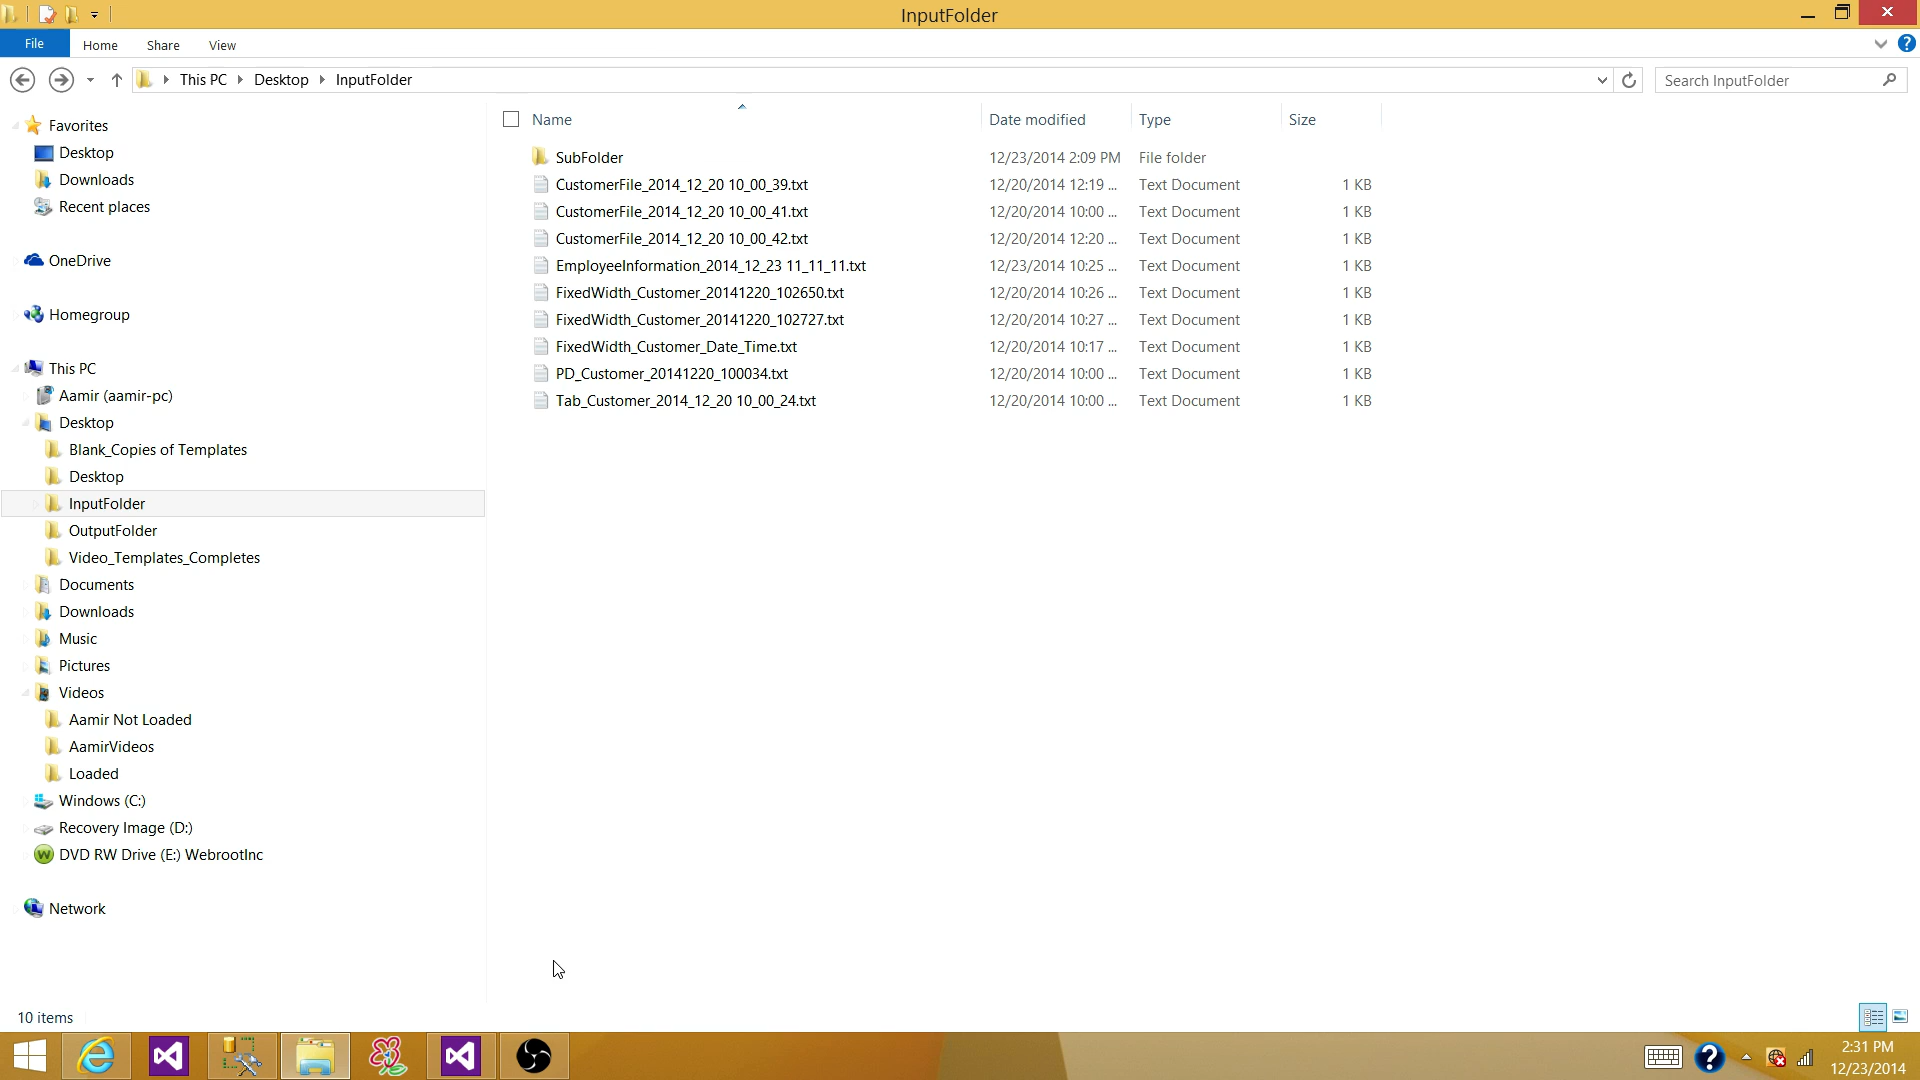 InputFolder
File Home Share View
This PC Desktop InputFolder
Search InputFolder
Name Date modified Type Size
SubFolder 12/23/2014 2:09 PM File folder
CustomerFile_2014_12_20 10_00_39.txt 12/20/2014 12:19 ... Text Document 1 KB
CustomerFile_2014_12_20 10_00_41.txt 12/20/2014 10:00 ... Text Document 1 KB
CustomerFile_2014_12_20 10_00_42.txt 12/20/2014 12:20 ... Text Document 1 KB
EmployeeInformation_2014_12_23 11_11_11.txt 12/23/2014 10:25 ... Text Document 1 KB
FixedWidth_Customer_20141220_102650.txt 12/20/2014 10:26 ... Text Document 1 KB
FixedWidth_Customer_20141220_102727.txt 12/20/2014 10:27 ... Text Document 1 KB
FixedWidth_Customer_Date_Time.txt 12/20/2014 10:17 ... Text Document 1 KB
PD_Customer_20141220_100034.txt 12/20/2014 10:00 ... Text Document 1 KB
Tab_Customer_2014_12_20 10_00_24.txt 12/20/2014 10:00 ... Text Document 1 KB
Favorites
Desktop
Downloads
Recent places
OneDrive
Homegroup
This PC
Aamir (aamir-pc)
Desktop
Blank_Copies of Templates
Desktop
InputFolder
OutputFolder
Video_Templates_Completes
Documents
Downloads
Music
Pictures
Videos
Aamir Not Loaded
AamirVideos
Loaded
Windows (C:)
Recovery Image (D:)
DVD RW Drive (E:) WebrootInc
Network
10 items
2:31 PM
12/23/2014